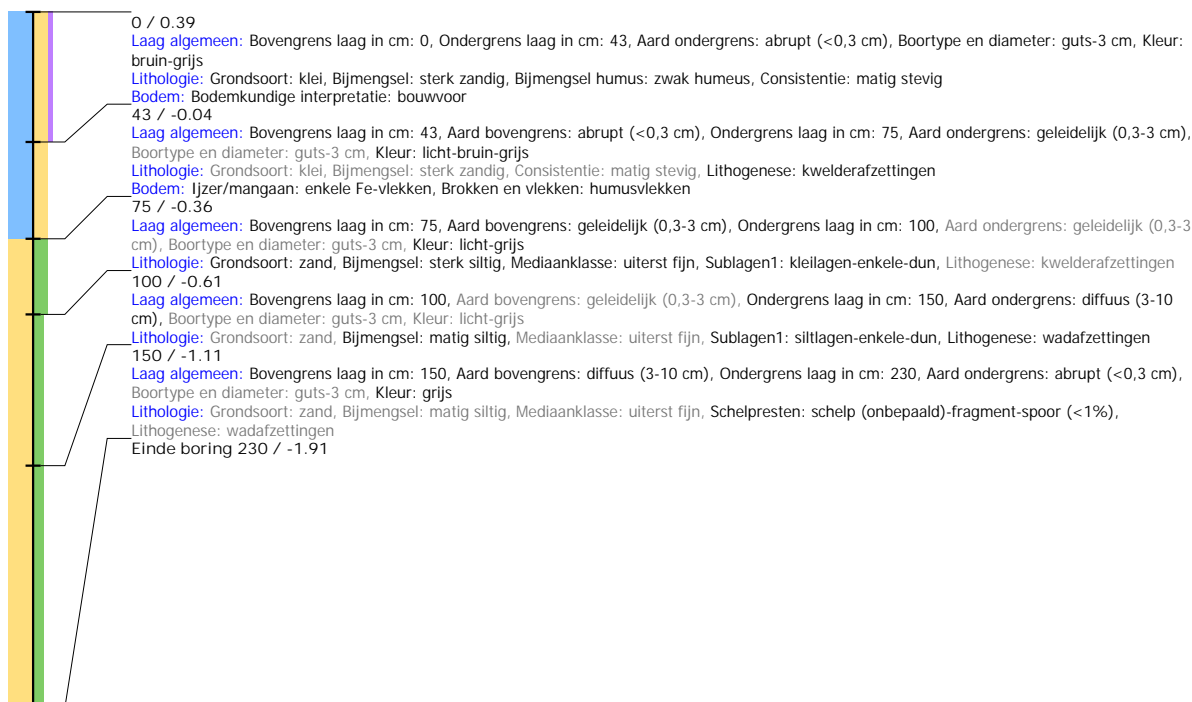 0 / 0.39
Laag algemeen: Bovengrens laag in cm: 0, Ondergrens laag in cm: 43, Aard ondergrens: abrupt (<0,3 cm), Boortype en diameter: guts-3 cm, Kleur:
bruin-grijs
Lithologie: Grondsoort: klei, Bijmengsel: sterk zandig, Bijmengsel humus: zwak humeus, Consistentie: matig stevig
Bodem: Bodemkundige interpretatie: bouwvoor
43 / -0.04
Laag algemeen: Bovengrens laag in cm: 43, Aard bovengrens: abrupt (<0,3 cm), Ondergrens laag in cm: 75, Aard ondergrens: geleidelijk (0,3-3 cm),
Boortype en diameter: guts-3 cm, Kleur: licht-bruin-grijs
Lithologie: Grondsoort: klei, Bijmengsel: sterk zandig, Consistentie: matig stevig, Lithogenese: kwelderafzettingen
Bodem: Ijzer/mangaan: enkele Fe-vlekken, Brokken en vlekken: humusvlekken
75 / -0.36
Laag algemeen: Bovengrens laag in cm: 75, Aard bovengrens: geleidelijk (0,3-3 cm), Ondergrens laag in cm: 100, Aard ondergrens: geleidelijk (0,3-3
cm), Boortype en diameter: guts-3 cm, Kleur: licht-grijs
Lithologie: Grondsoort: zand, Bijmengsel: sterk siltig, Mediaanklasse: uiterst fijn, Sublagen1: kleilagen-enkele-dun, Lithogenese: kwelderafzettingen
100 / -0.61
Laag algemeen: Bovengrens laag in cm: 100, Aard bovengrens: geleidelijk (0,3-3 cm), Ondergrens laag in cm: 150, Aard ondergrens: diffuus (3-10
cm), Boortype en diameter: guts-3 cm, Kleur: licht-grijs
Lithologie: Grondsoort: zand, Bijmengsel: matig siltig, Mediaanklasse: uiterst fijn, Sublagen1: siltlagen-enkele-dun, Lithogenese: wadafzettingen
150 / -1.11
Laag algemeen: Bovengrens laag in cm: 150, Aard bovengrens: diffuus (3-10 cm), Ondergrens laag in cm: 230, Aard ondergrens: abrupt (<0,3 cm),
Boortype en diameter: guts-3 cm, Kleur: grijs
Lithologie: Grondsoort: zand, Bijmengsel: matig siltig, Mediaanklasse: uiterst fijn, Schelpresten: schelp (onbepaald)-fragment-spoor (<1%),
Lithogenese: wadafzettingen
Einde boring 230 / -1.91